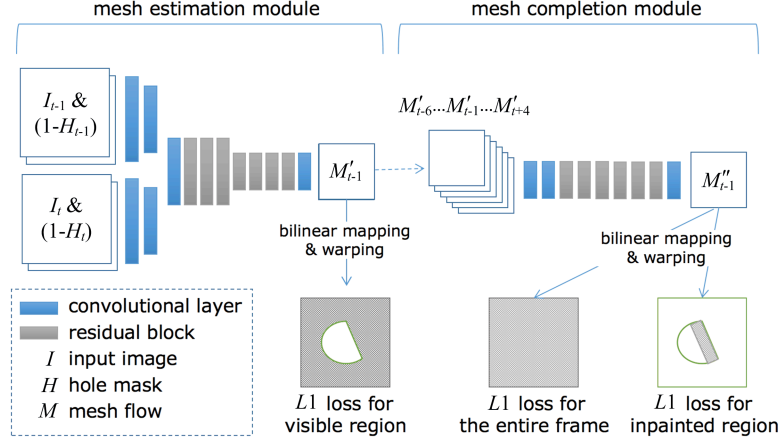 mesh estimation module
mesh completion module
I_{t-1} &
(1-H_{t-1})
I_t &
(1-H_t)
M'_{t-1}
M'_{t-6}...M'_{t-1}...M'_{t+4}
M''_{t-1}
bilinear mapping
& warping
bilinear mapping
& warping
convolutional layer
residual block
I input image
H hole mask
M mesh flow
L1 loss for
visible region
L1 loss for
the entire frame
L1 loss for
inpainted region